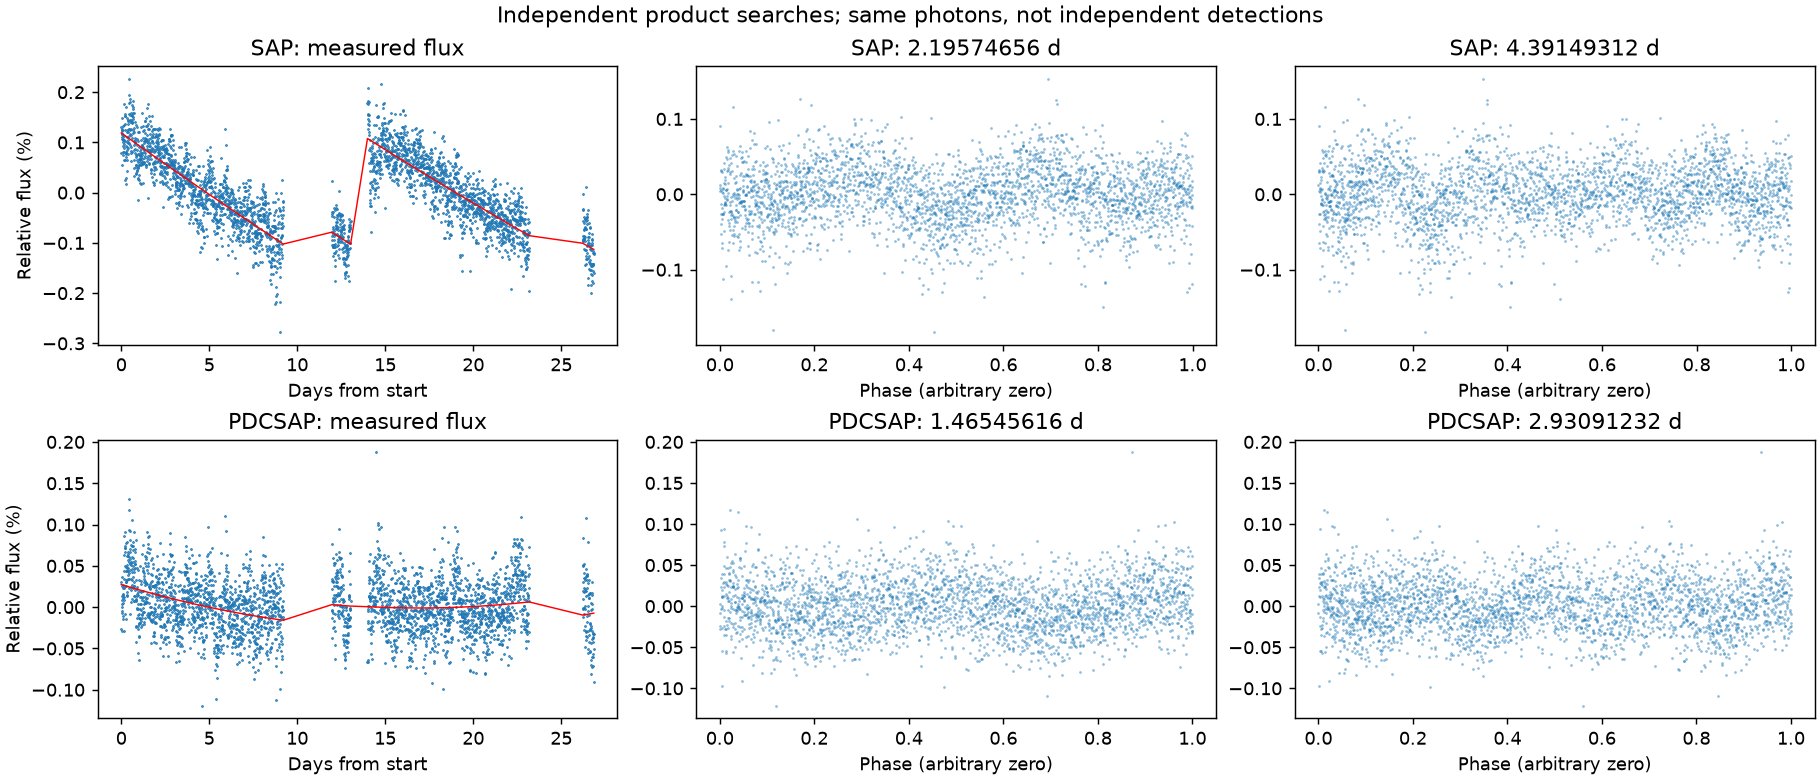 Independent product searches; same photons, not independent detections
SAP: measured flux
SAP: 2.19574656 d
SAP: 4.39149312 d
Relative flux (%)
0.2
0.1
0.0
−0.1
−0.2
−0.3
0 5 10 15 20 25
Days from start
0.1
0.0
−0.1
0.0 0.2 0.4 0.6 0.8 1.0
Phase (arbitrary zero)
0.1
0.0
−0.1
0.0 0.2 0.4 0.6 0.8 1.0
Phase (arbitrary zero)
PDCSAP: measured flux
PDCSAP: 1.46545616 d
PDCSAP: 2.93091232 d
Relative flux (%)
0.20
0.15
0.10
0.05
0.00
−0.05
−0.10
0 5 10 15 20 25
Days from start
0.20
0.15
0.10
0.05
0.00
−0.05
−0.10
0.0 0.2 0.4 0.6 0.8 1.0
Phase (arbitrary zero)
0.20
0.15
0.10
0.05
0.00
−0.05
−0.10
0.0 0.2 0.4 0.6 0.8 1.0
Phase (arbitrary zero)